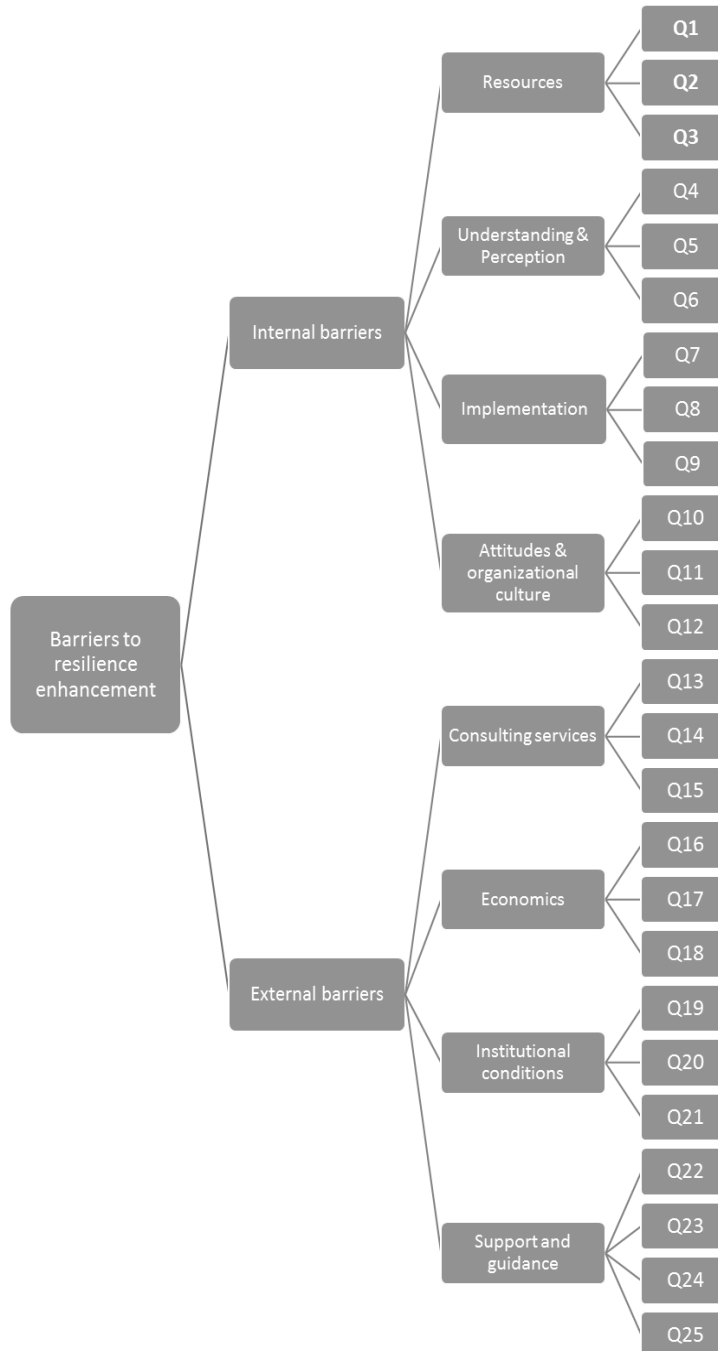 Barriers to
resilience
enhancement
Internal barriers
Resources
Q1
Q2
Q3
Understanding &
Perception
Q4
Q5
Q6
Implementation
Q7
Q8
Q9
Attitudes &
organizational
culture
Q10
Q11
Q12
External barriers
Consulting services
Q13
Q14
Q15
Economics
Q16
Q17
Q18
Institutional
conditions
Q19
Q20
Q21
Support and
guidance
Q22
Q23
Q24
Q25